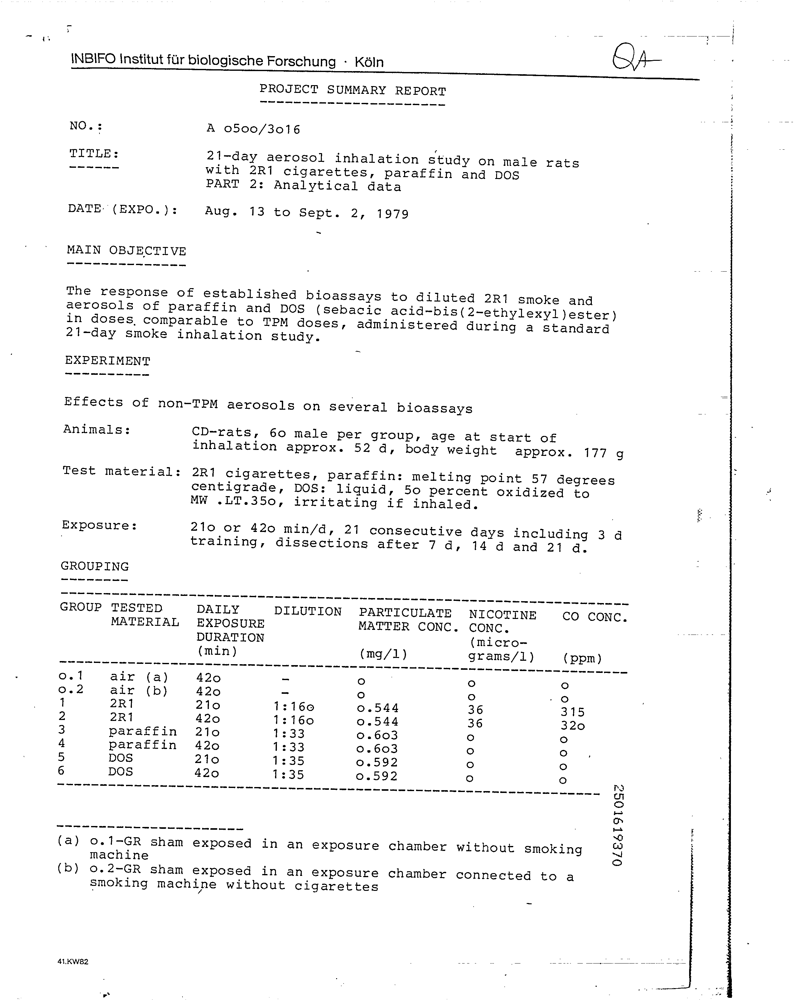 INBIFO Institut für biologische Forschung · Köln
QA
PROJECT SUMMARY REPORT
NO.: A o5oo/3o16
TITLE: 21-day aerosol inhalation study on male rats
with 2R1 cigarettes, paraffin and DOS
PART 2: Analytical data
DATE (EXPO.): Aug. 13 to Sept. 2, 1979
MAIN OBJECTIVE
The response of established bioassays to diluted 2R1 smoke and
aerosols of paraffin and DOS (sebacic acid-bis(2-ethylexyl)ester)
in doses comparable to TPM doses, administered during a standard
21-day smoke inhalation study.
EXPERIMENT
Effects of non-TPM aerosols on several bioassays
Animals: CD-rats, 6o male per group, age at start of
inhalation approx. 52 d, body weight approx. 177 g
Test material: 2R1 cigarettes, paraffin: melting point 57 degrees
centigrade, DOS: liquid, 5o percent oxidized to
MW .LT.35o, irritating if inhaled.
Exposure: 21o or 42o min/d, 21 consecutive days including 3 d
training, dissections after 7 d, 14 d and 21 d.
GROUPING
GROUP TESTED DAILY DILUTION PARTICULATE NICOTINE CO CONC.
MATERIAL EXPOSURE MATTER CONC. CONC.
DURATION (micro-
(min) (mg/l) grams/l) (ppm)
o.1 air (a) 42o - o o o
o.2 air (b) 42o - o o o
1 2R1 21o 1:16o o.544 36 315
2 2R1 42o 1:16o o.544 36 32o
3 paraffin 21o 1:33 o.6o3 o o
4 paraffin 42o 1:33 o.6o3 o o
5 DOS 21o 1:35 o.592 o o
6 DOS 42o 1:35 o.592 o o
2501619370
(a) o.1-GR sham exposed in an exposure chamber without smoking
machine
(b) o.2-GR sham exposed in an exposure chamber connected to a
smoking machine without cigarettes
41.KW82